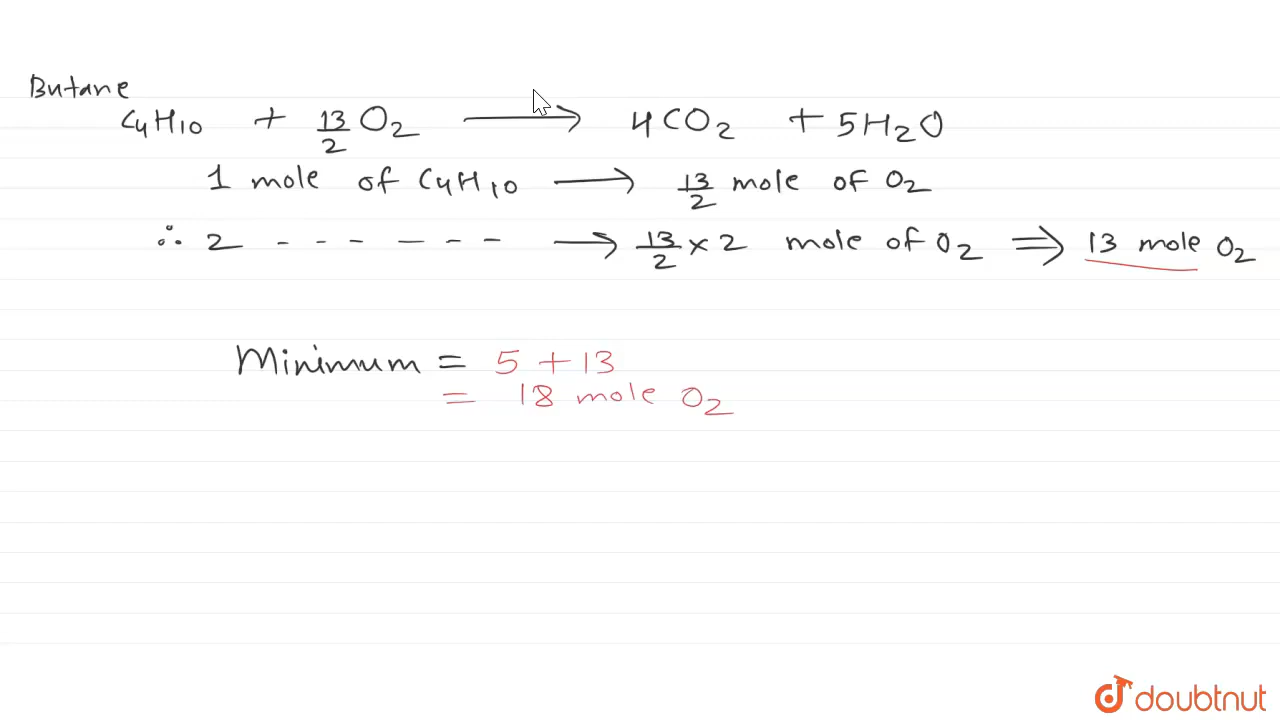 Butane
C4H10 + 13/2 O2 ⟶ 4CO2 + 5H2O
1 mole of C4H10 ⟶ 13/2 mole of O2
∴ 2 - - - - - - ⟶ 13/2 × 2 mole of O2 ⟹ 13 mole O2
Minimum = 5 + 13
= 18 mole O2
doubtnut